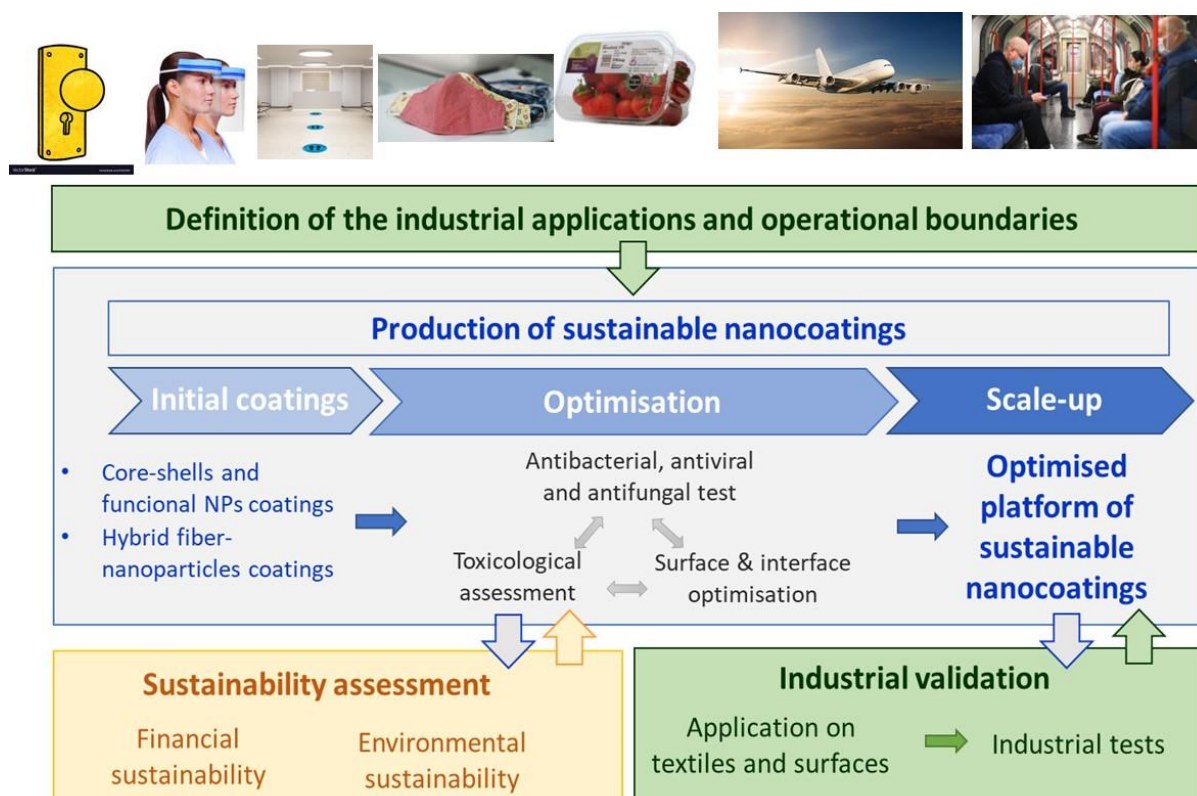 VectorStock
Definition of the industrial applications and operational boundaries
Production of sustainable nanocoatings
Initial coatings
Optimisation
Scale-up
• Core-shells and
funcional NPs coatings
• Hybrid fiber-
nanoparticles coatings
Antibacterial, antiviral
and antifungal test
Toxicological
assessment
Surface & interface
optimisation
Optimised
platform of
sustainable
nanocoatings
Sustainability assessment
Financial
sustainability
Environmental
sustainability
Industrial validation
Application on
textiles and surfaces
Industrial tests